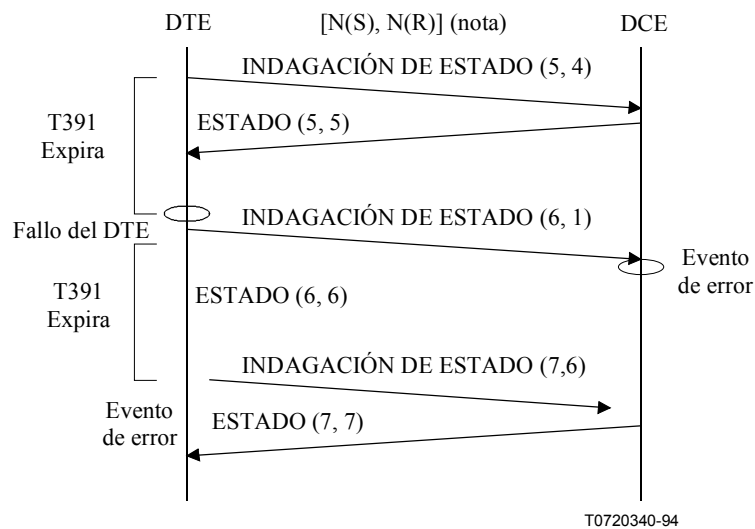 DTE [N(S), N(R)] (nota) DCE
INDAGACIÓN DE ESTADO (5, 4)
T391
Expira
ESTADO (5, 5)
INDAGACIÓN DE ESTADO (6, 1)
Fallo del DTE
Evento
de error
T391
Expira
ESTADO (6, 6)
INDAGACIÓN DE ESTADO (7,6)
Evento
de error
ESTADO (7, 7)
T0720340-94